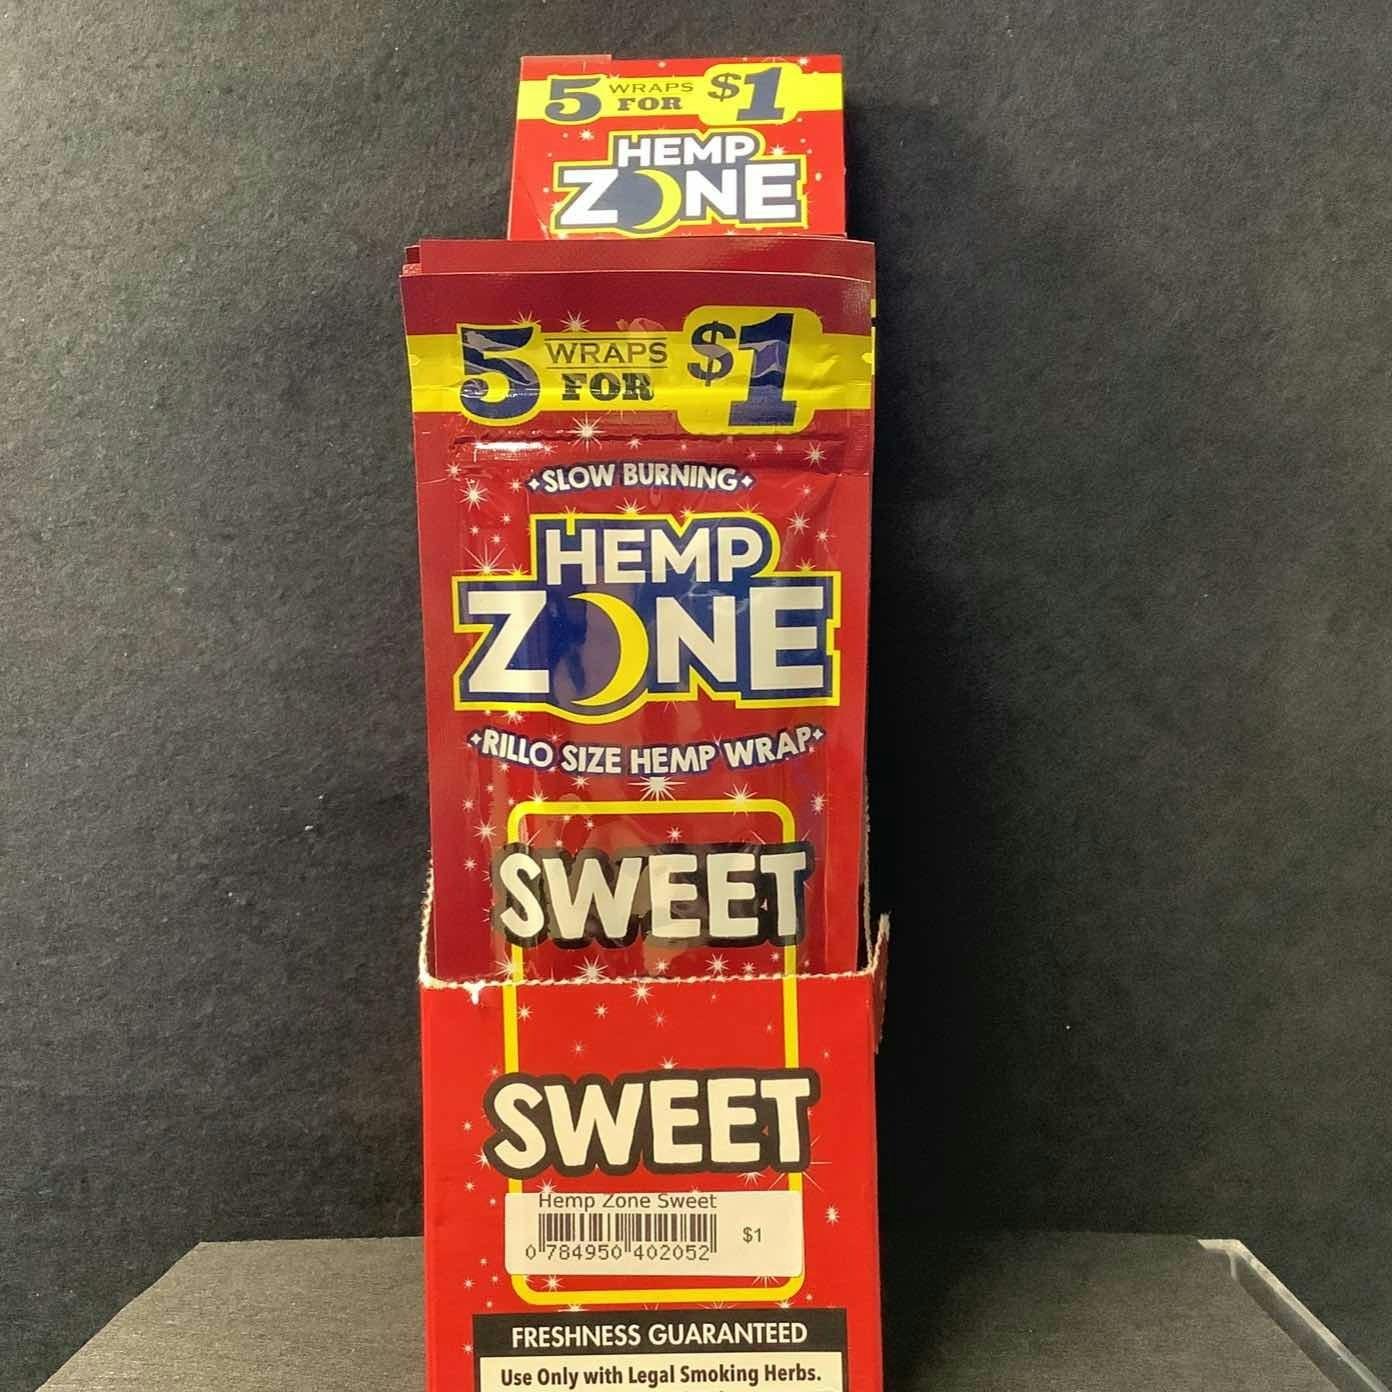 5 WRAPS FOR $1
HEMP
ZONE
5 WRAPS FOR $1
SLOW BURNING
HEMP
ZONE
RILLO SIZE HEMP WRAP
SWEET
SWEET
Hemp Zone Sweet
$1
0 784950 402052
FRESHNESS GUARANTEED
Use Only with Legal Smoking Herbs.